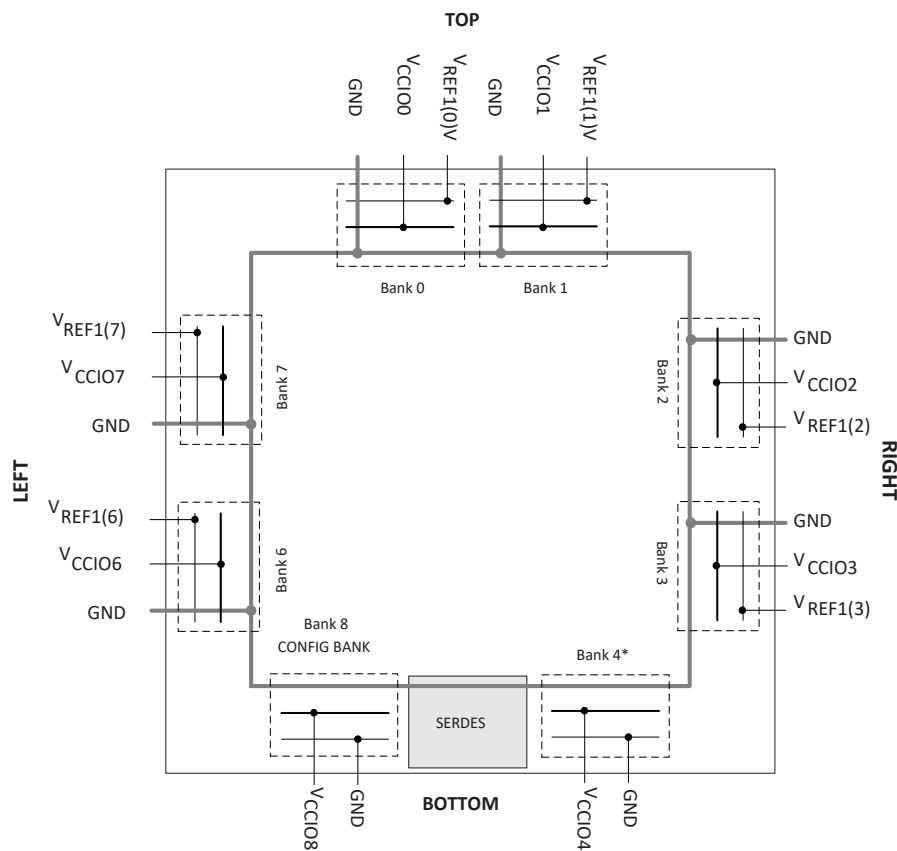 TOP
GND
VCCIO0
VREF1(0)V
GND
VCCIO1
VREF1(1)V
Bank 0
Bank 1
VREF1(7)
VCCIO7
GND
Bank 7
Bank 2
GND
VCCIO2
VREF1(2)
LEFT
RIGHT
VREF1(6)
VCCIO6
GND
Bank 6
Bank 3
GND
VCCIO3
VREF1(3)
Bank 8
CONFIG BANK
Bank 4*
SERDES
VCCIO8
GND
BOTTOM
VCCIO4
GND